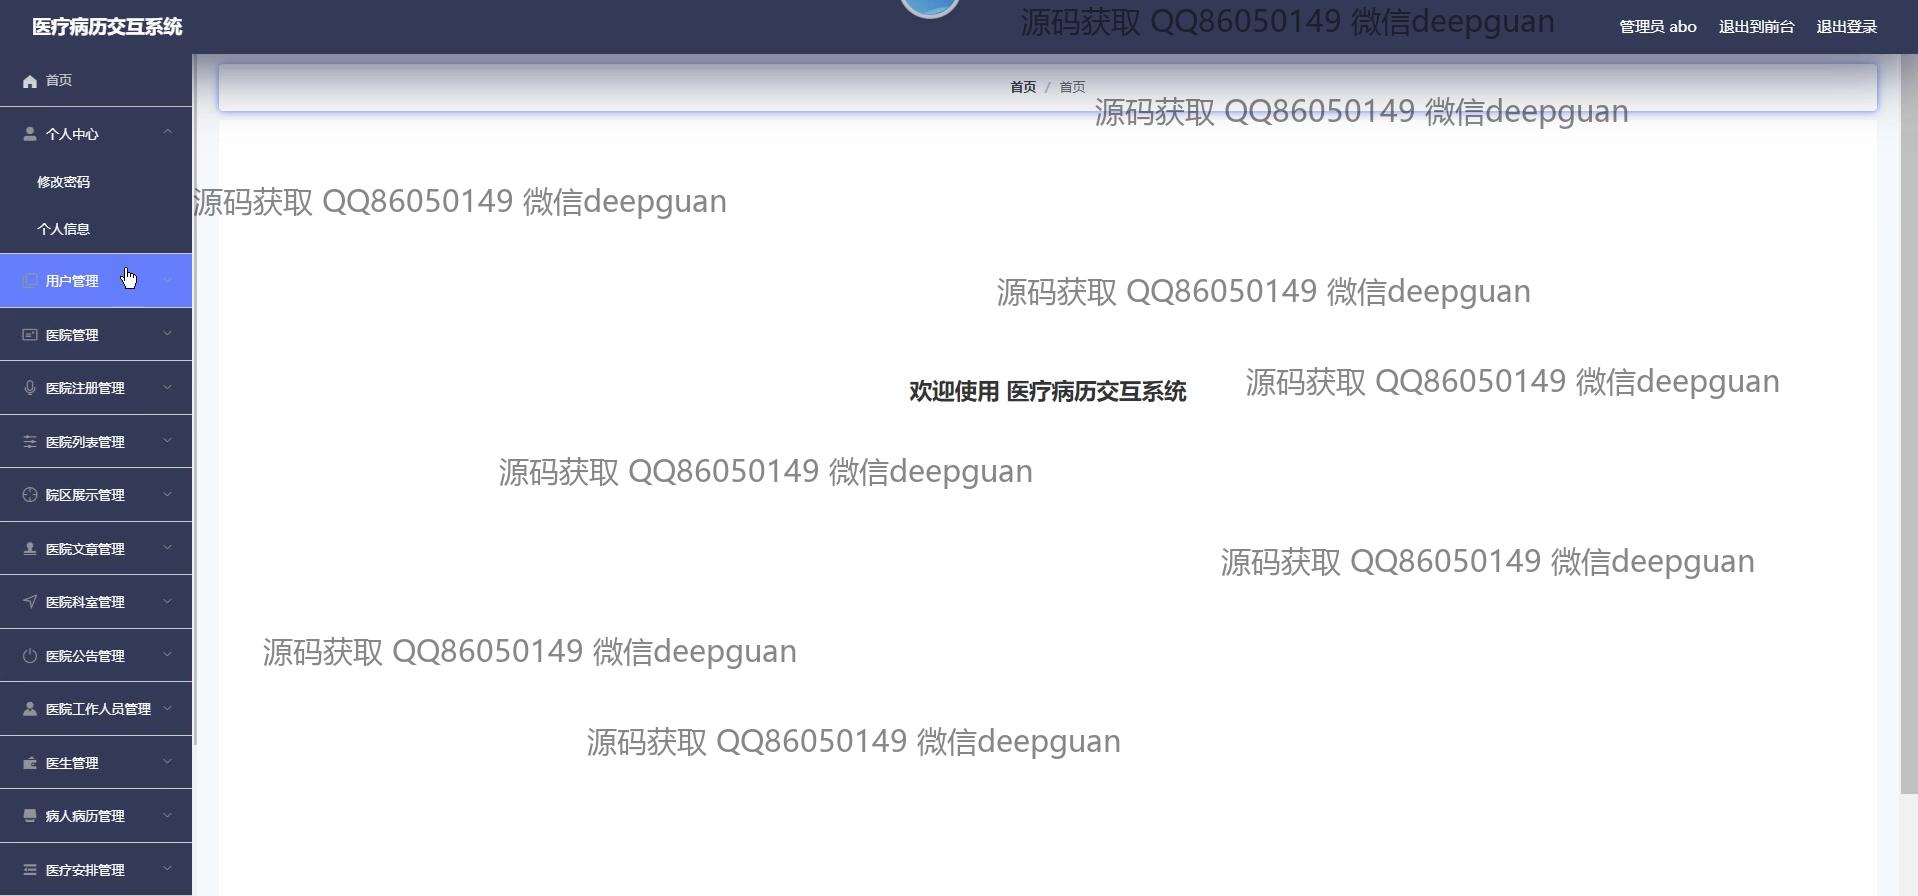 医疗病历交互系统
源码获取 QQ86050149 微信deepguan
管理员 abo 退出到前台 退出登录
首页
首页 / 首页
源码获取 QQ86050149 微信deepguan
个人中心
修改密码
源码获取 QQ86050149 微信deepguan
个人信息
用户管理
源码获取 QQ86050149 微信deepguan
医院管理
医院注册管理
欢迎使用 医疗病历交互系统
源码获取 QQ86050149 微信deepguan
医院列表管理
源码获取 QQ86050149 微信deepguan
院区展示管理
医院文章管理
源码获取 QQ86050149 微信deepguan
医院科室管理
医院公告管理
源码获取 QQ86050149 微信deepguan
医院工作人员管理
源码获取 QQ86050149 微信deepguan
医生管理
病人病历管理
医疗安排管理